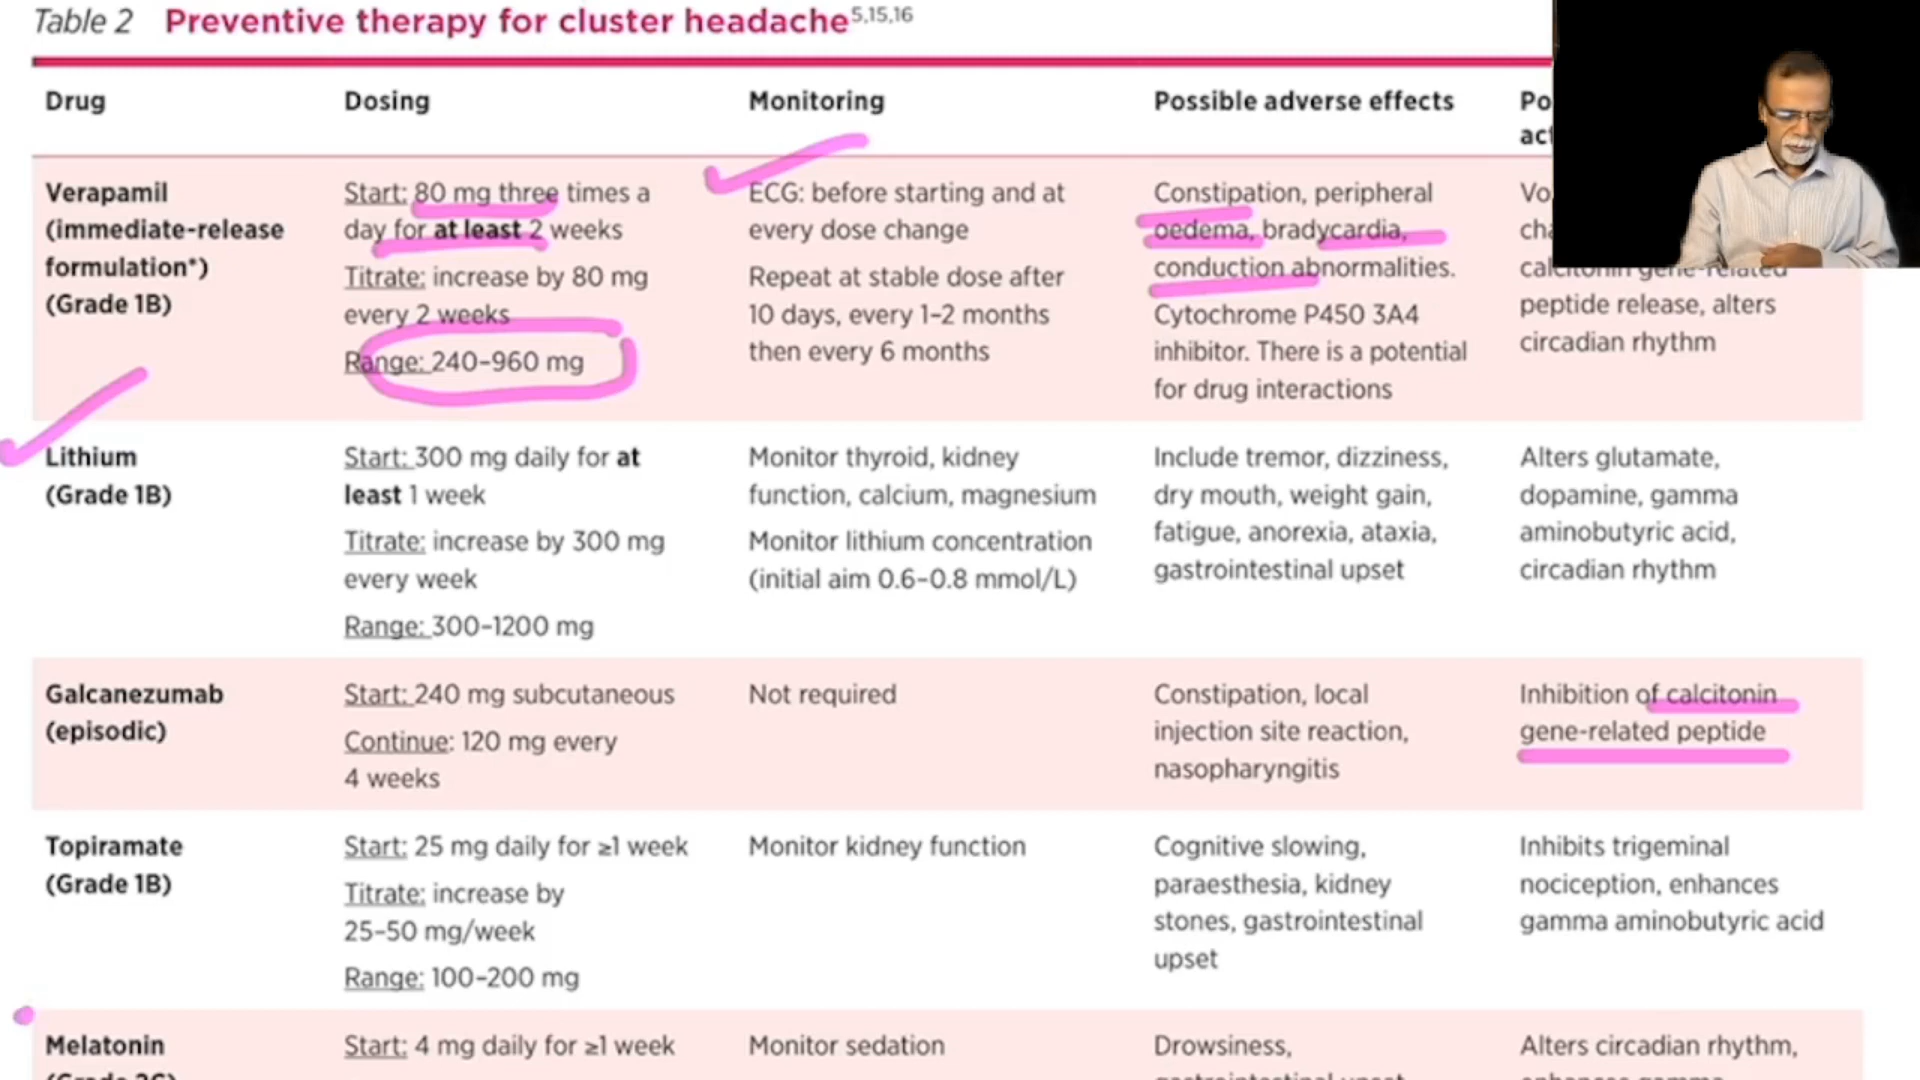 Table 2 Preventive therapy for cluster headache5,15,16
Drug
Dosing
Monitoring
Possible adverse effects
Verapamil
(immediate-release
formulation*)
(Grade 1B)
Start: 80 mg three times a
day for at least 2 weeks
Titrate: increase by 80 mg
every 2 weeks
Range: 240–960 mg
ECG: before starting and at
every dose change
Repeat at stable dose after
10 days, every 1–2 months
then every 6 months
Constipation, peripheral
oedema, bradycardia,
conduction abnormalities.
Cytochrome P450 3A4
inhibitor. There is a potential
for drug interactions
calcitonin gene-related
peptide release, alters
circadian rhythm
Lithium
(Grade 1B)
Start: 300 mg daily for at
least 1 week
Titrate: increase by 300 mg
every week
Range: 300–1200 mg
Monitor thyroid, kidney
function, calcium, magnesium
Monitor lithium concentration
(initial aim 0.6–0.8 mmol/L)
Include tremor, dizziness,
dry mouth, weight gain,
fatigue, anorexia, ataxia,
gastrointestinal upset
Alters glutamate,
dopamine, gamma
aminobutyric acid,
circadian rhythm
Galcanezumab
(episodic)
Start: 240 mg subcutaneous
Continue: 120 mg every
4 weeks
Not required
Constipation, local
injection site reaction,
nasopharyngitis
Inhibition of calcitonin
gene-related peptide
Topiramate
(Grade 1B)
Start: 25 mg daily for ≥1 week
Titrate: increase by
25–50 mg/week
Range: 100–200 mg
Monitor kidney function
Cognitive slowing,
paraesthesia, kidney
stones, gastrointestinal
upset
Inhibits trigeminal
nociception, enhances
gamma aminobutyric acid
Melatonin
Start: 4 mg daily for ≥1 week
Monitor sedation
Drowsiness,
Alters circadian rhythm,